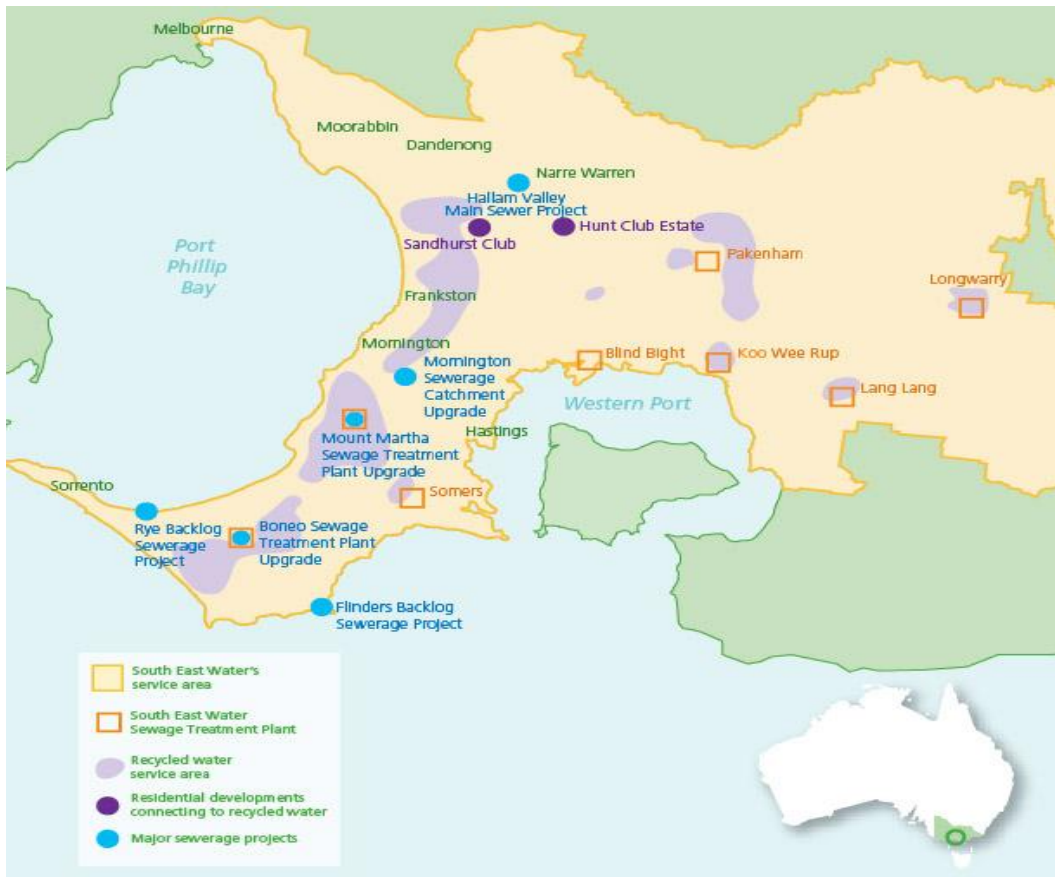 Melbourne
Moorabbin
Dandenong
Narre Warren
Hallam Valley
Main Sewer Project
Hunt Club Estate
Sandhurst Club
Port
Phillip
Bay
Pakenham
Longwarry
Frankston
Mornington
Mornington
Sewerage
Catchment
Upgrade
Blind Bight
Koo Wee Rup
Lang Lang
Western Port
Hastings
Mount Martha
Sewage Treatment
Plant Upgrade
Sorrento
Somers
Rye Backlog
Sewerage
Project
Boneo Sewage
Treatment Plant
Upgrade
Flinders Backlog
Sewerage Project
South East Water's
service area
South East Water
Sewage Treatment Plant
Recycled water
service area
Residential developments
connecting to recycled water
Major sewerage projects